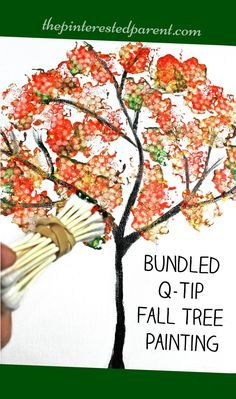 thepinterestedparent.com
BUNDLED
Q-TIP
FALL TREE
PAINTING